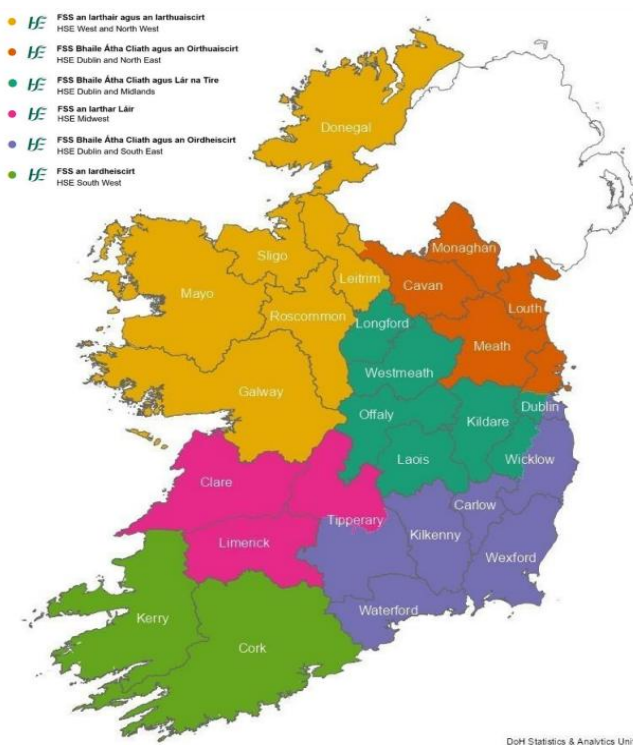 FSS an Iarthair agus an Iarthuaiscirt
HSE West and North West
FSS Bhaile Átha Cliath agus an Oirthuaiscirt
HSE Dublin and North East
FSS Bhaile Átha Cliath agus Lár na Tíre
HSE Dublin and Midlands
FSS an Iarthar Láir
HSE Midwest
FSS Bhaile Átha Cliath agus an Oirdheiscirt
HSE Dublin and South East
FSS an Iardheiscirt
HSE South West
Donegal
Monaghan
Sligo
Leitrim
Cavan
Mayo
Louth
Roscommon
Longford
Meath
Westmeath
Galway
Dublin
Offaly
Kildare
Laois
Wicklow
Clare
Carlow
Tipperary
Kilkenny
Limerick
Wexford
Waterford
Kerry
Cork
DoH Statistics & Analytics Uni